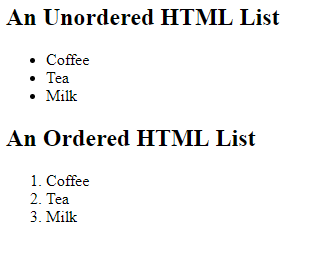 An Unordered HTML List
• Coffee
• Tea
• Milk
An Ordered HTML List
1. Coffee
2. Tea
3. Milk